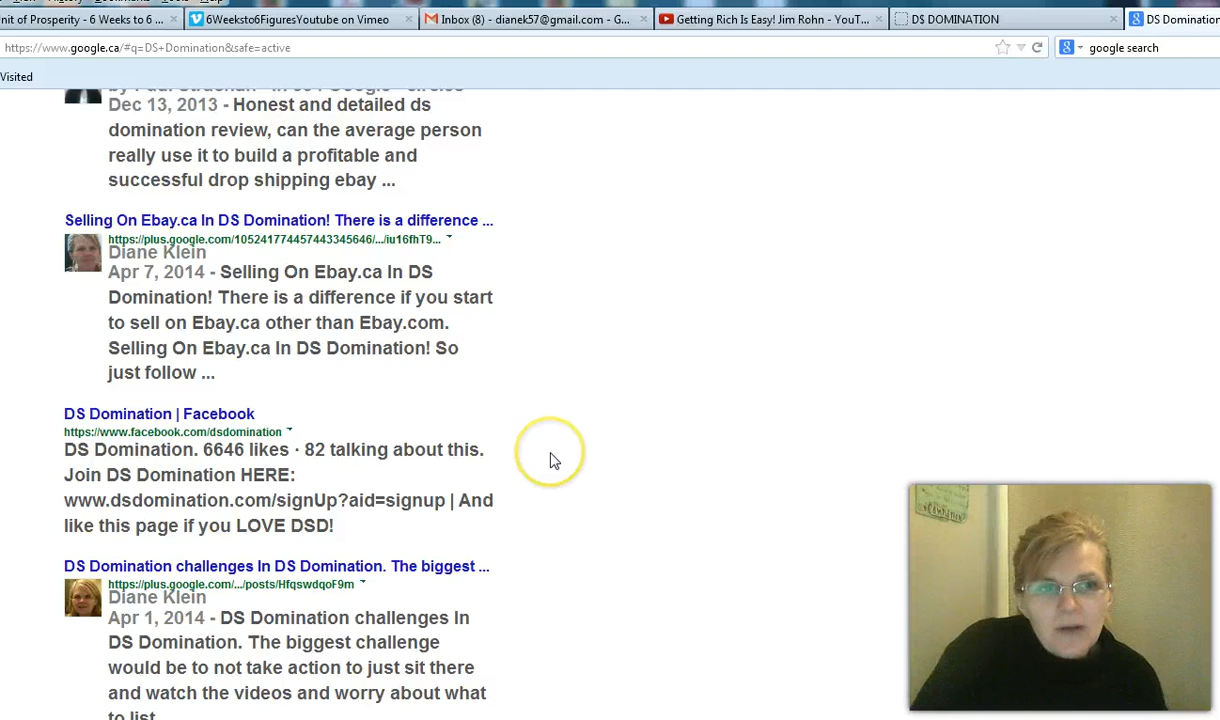 nit of Prosperity - 6 Weeks to 6 ...
6Weeksto6FiguresYoutube on Vimeo
Inbox (8) - dianek57@gmail.com - G...
Getting Rich Is Easy! Jim Rohn - YouT...
DS DOMINATION
DS Domination
https://www.google.ca/#q=DS+Domination&safe=active
google search
Visited
Dec 13, 2013 - Honest and detailed ds
domination review, can the average person
really use it to build a profitable and
successful drop shipping ebay ...
Selling On Ebay.ca In DS Domination! There is a difference ...
https://plus.google.com/105241774457443345646/.../iu16fhT9...
Diane Klein
Apr 7, 2014 - Selling On Ebay.ca In DS
Domination! There is a difference if you start
to sell on Ebay.ca other than Ebay.com.
Selling On Ebay.ca In DS Domination! So
just follow ...
DS Domination | Facebook
https://www.facebook.com/dsdomination
DS Domination. 6646 likes · 82 talking about this.
Join DS Domination HERE:
www.dsdomination.com/signUp?aid=signup | And
like this page if you LOVE DSD!
DS Domination challenges In DS Domination. The biggest ...
https://plus.google.com/.../posts/HfqswdqoF9m
Diane Klein
Apr 1, 2014 - DS Domination challenges In
DS Domination. The biggest challenge
would be to not take action to just sit there
and watch the videos and worry about what
to list